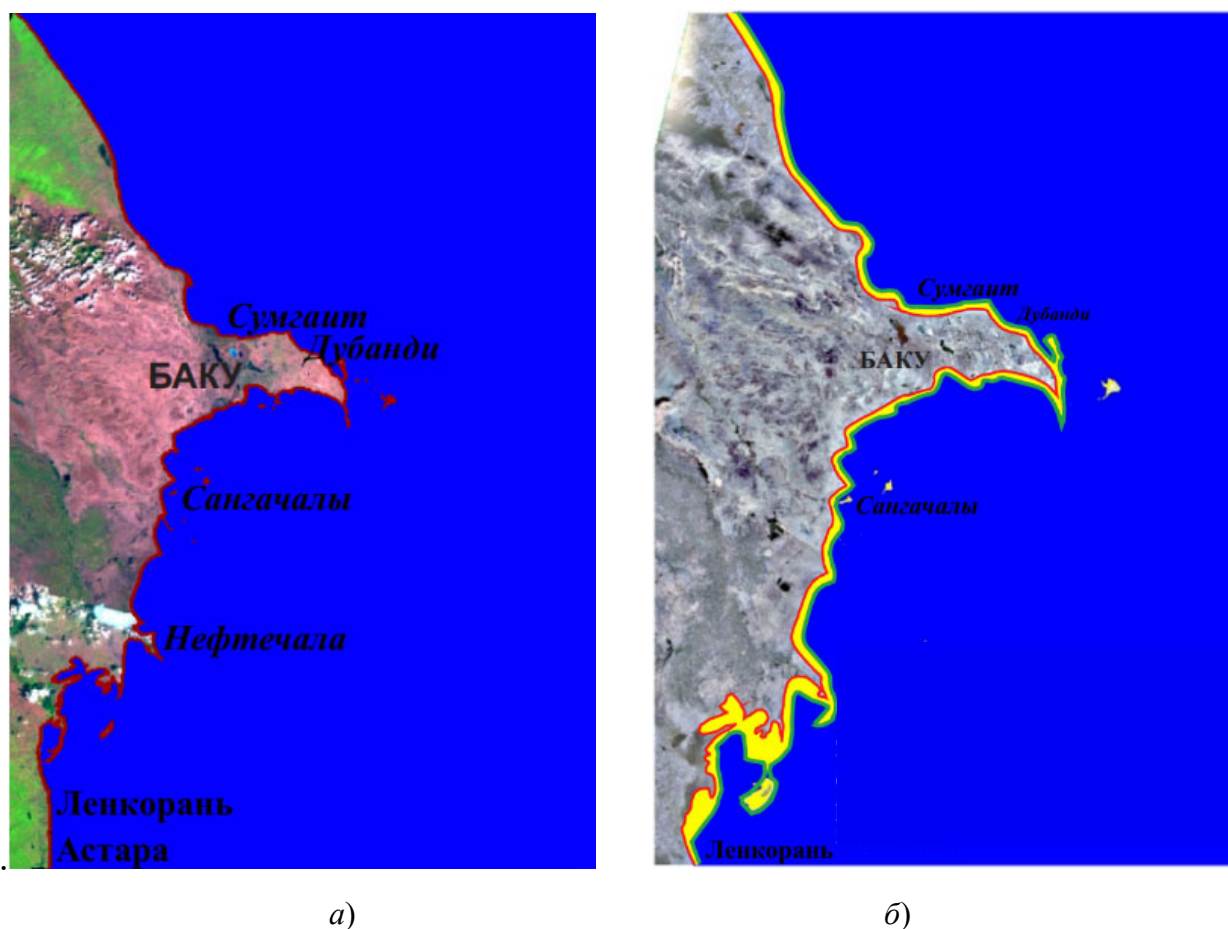 Сумгаит
Дубанди
БАКУ
Сангачалы
Нефтечала
Ленкорань
Астара
.
а)
Сумгаит
Дубанди
БАКУ
Сангачалы
Ленкорань
б)